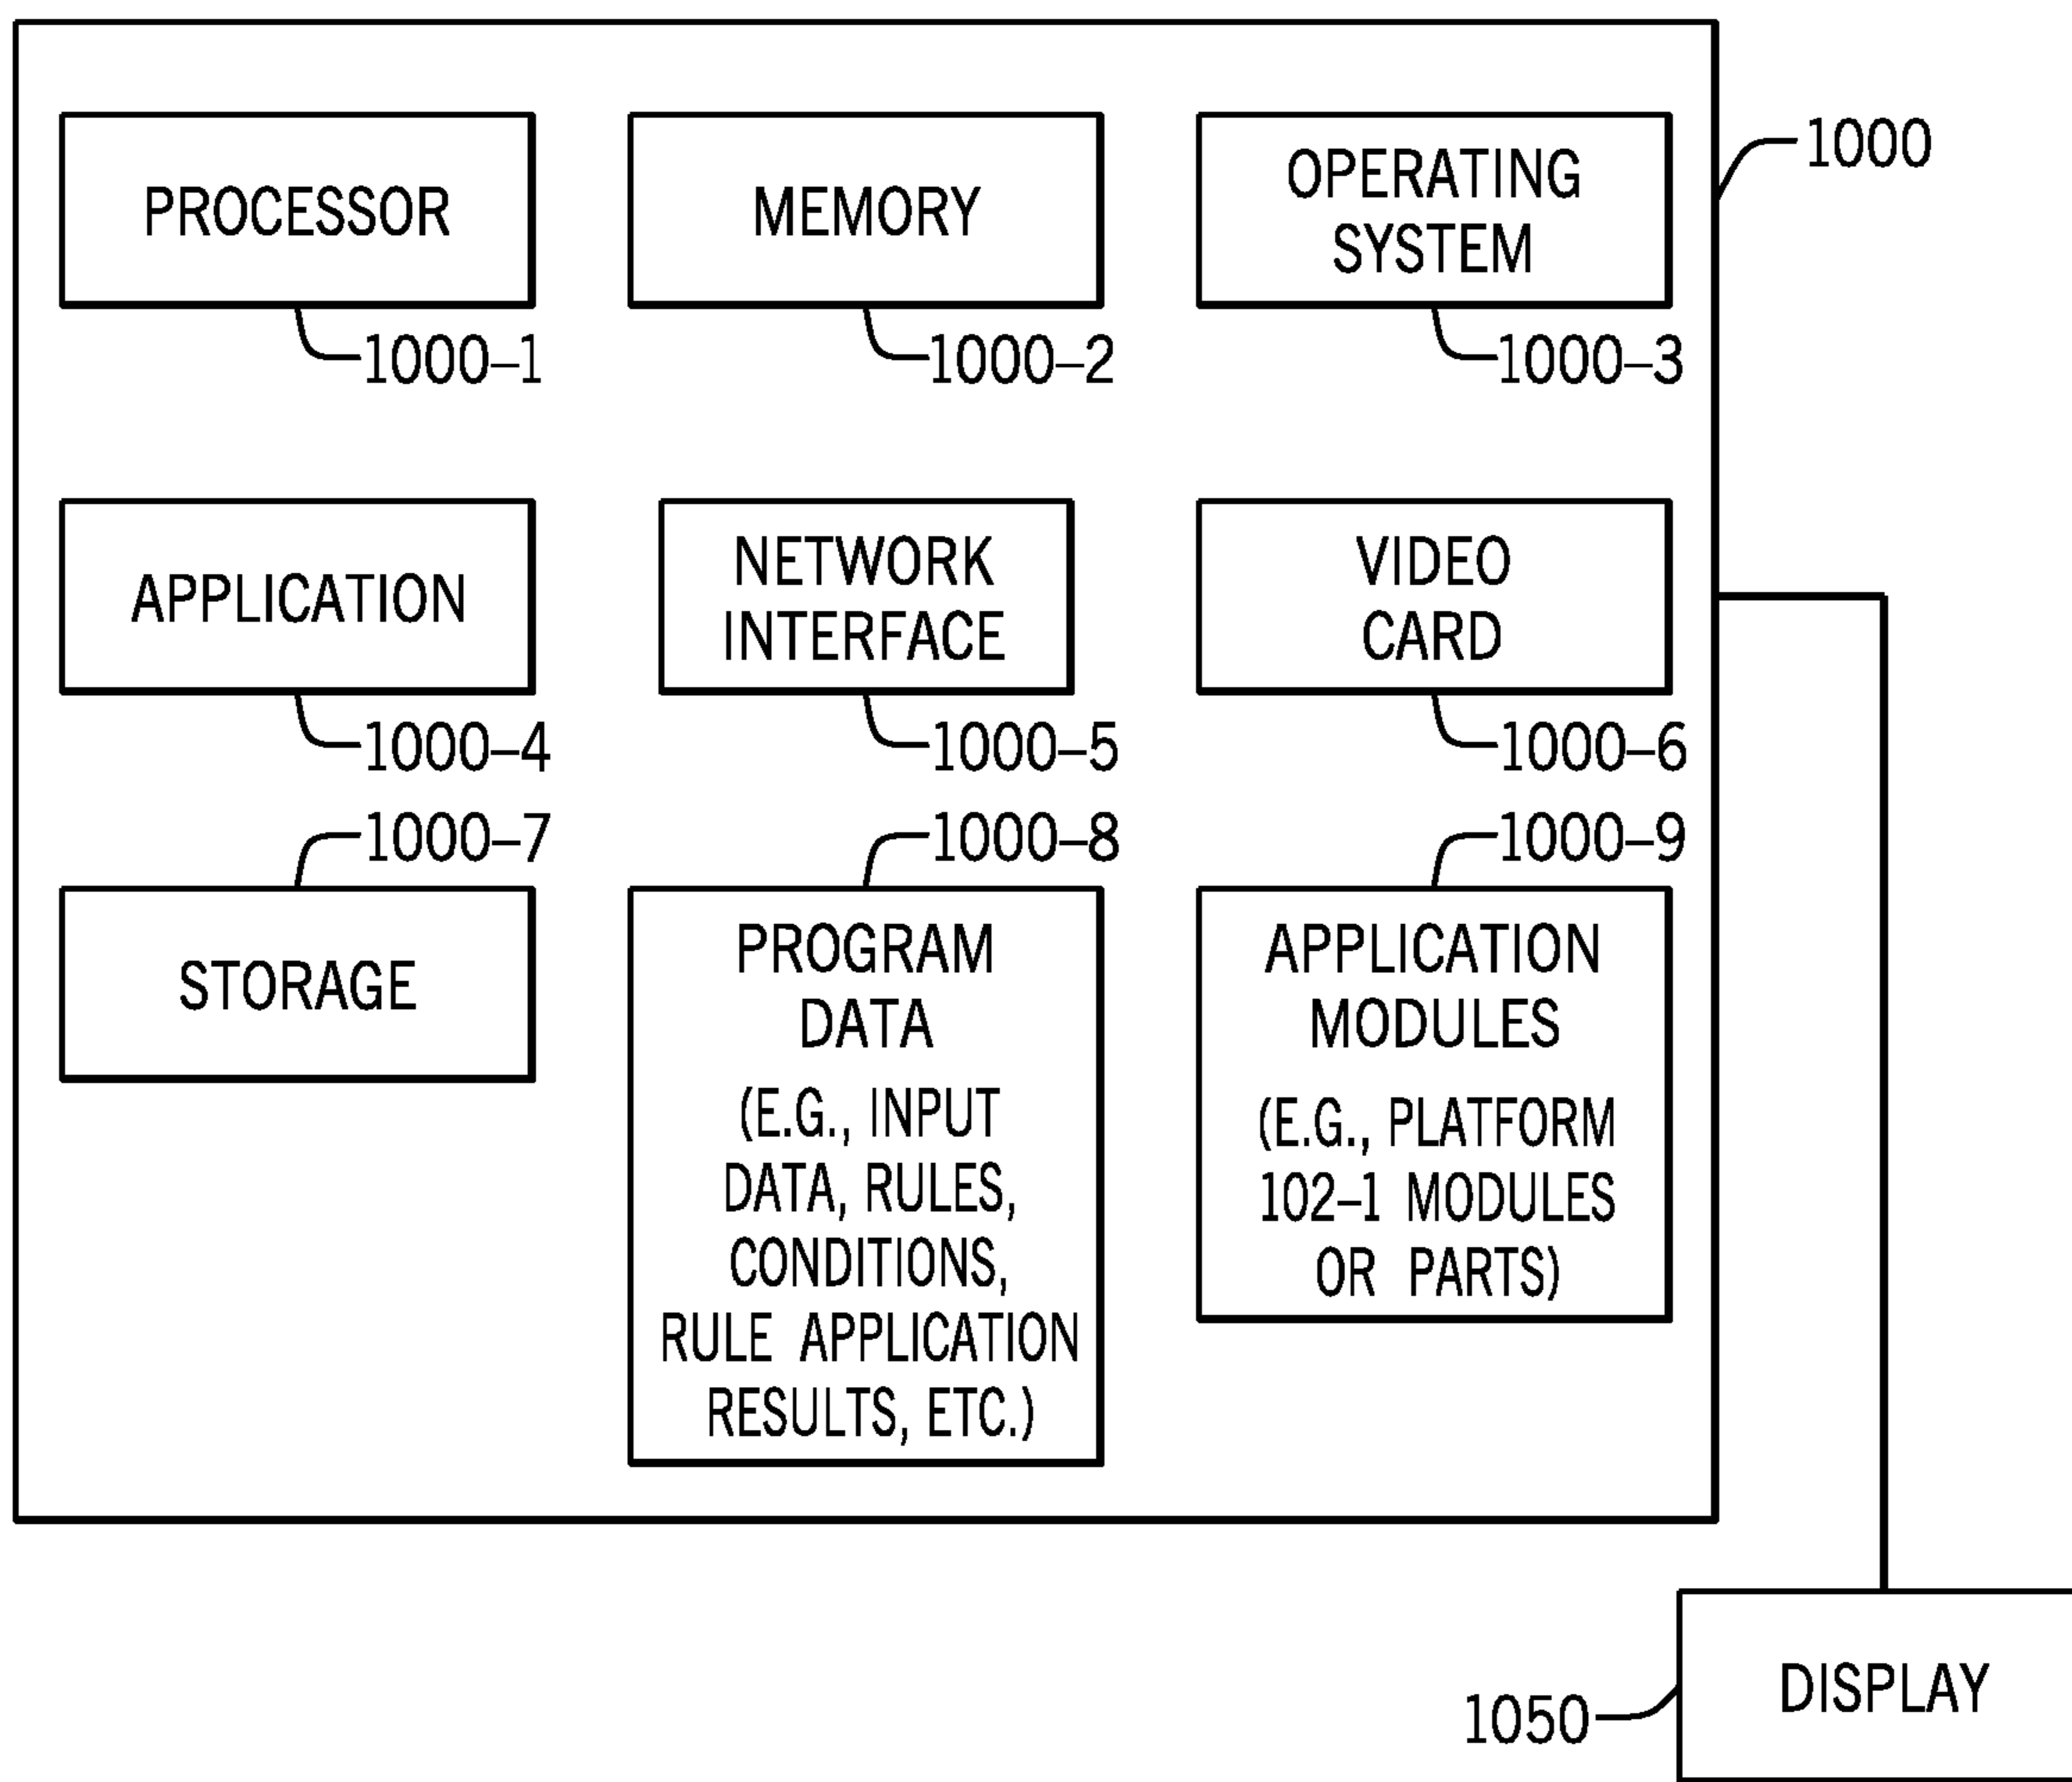 1000
PROCESSOR
1000–1
MEMORY
1000–2
OPERATING
SYSTEM
1000–3
APPLICATION
1000–4
NETWORK
INTERFACE
1000–5
VIDEO
CARD
1000–6
1000–7
STORAGE
1000–8
PROGRAM
DATA
(E.G., INPUT
DATA, RULES,
CONDITIONS,
RULE APPLICATION
RESULTS, ETC.)
1000–9
APPLICATION
MODULES
(E.G., PLATFORM
102–1 MODULES
OR PARTS)
1050
DISPLAY